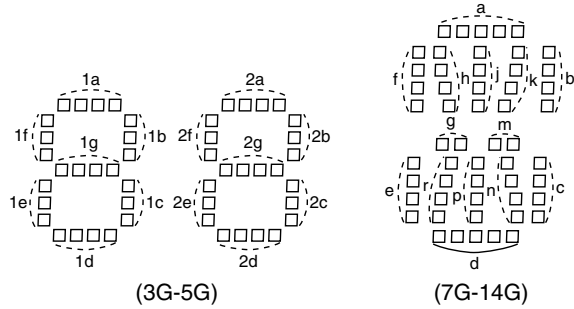 a
1a 2a
f h j k b
1f 1b 2f 2b
1g 2g
g m
1e 1c 2e 2c
e r p n c
1d 2d
d
(3G-5G) (7G-14G)